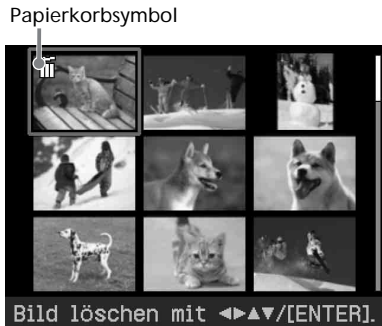 Papierkorbsymbol
Bild löschen mit ◄►▲▼/[ENTER].